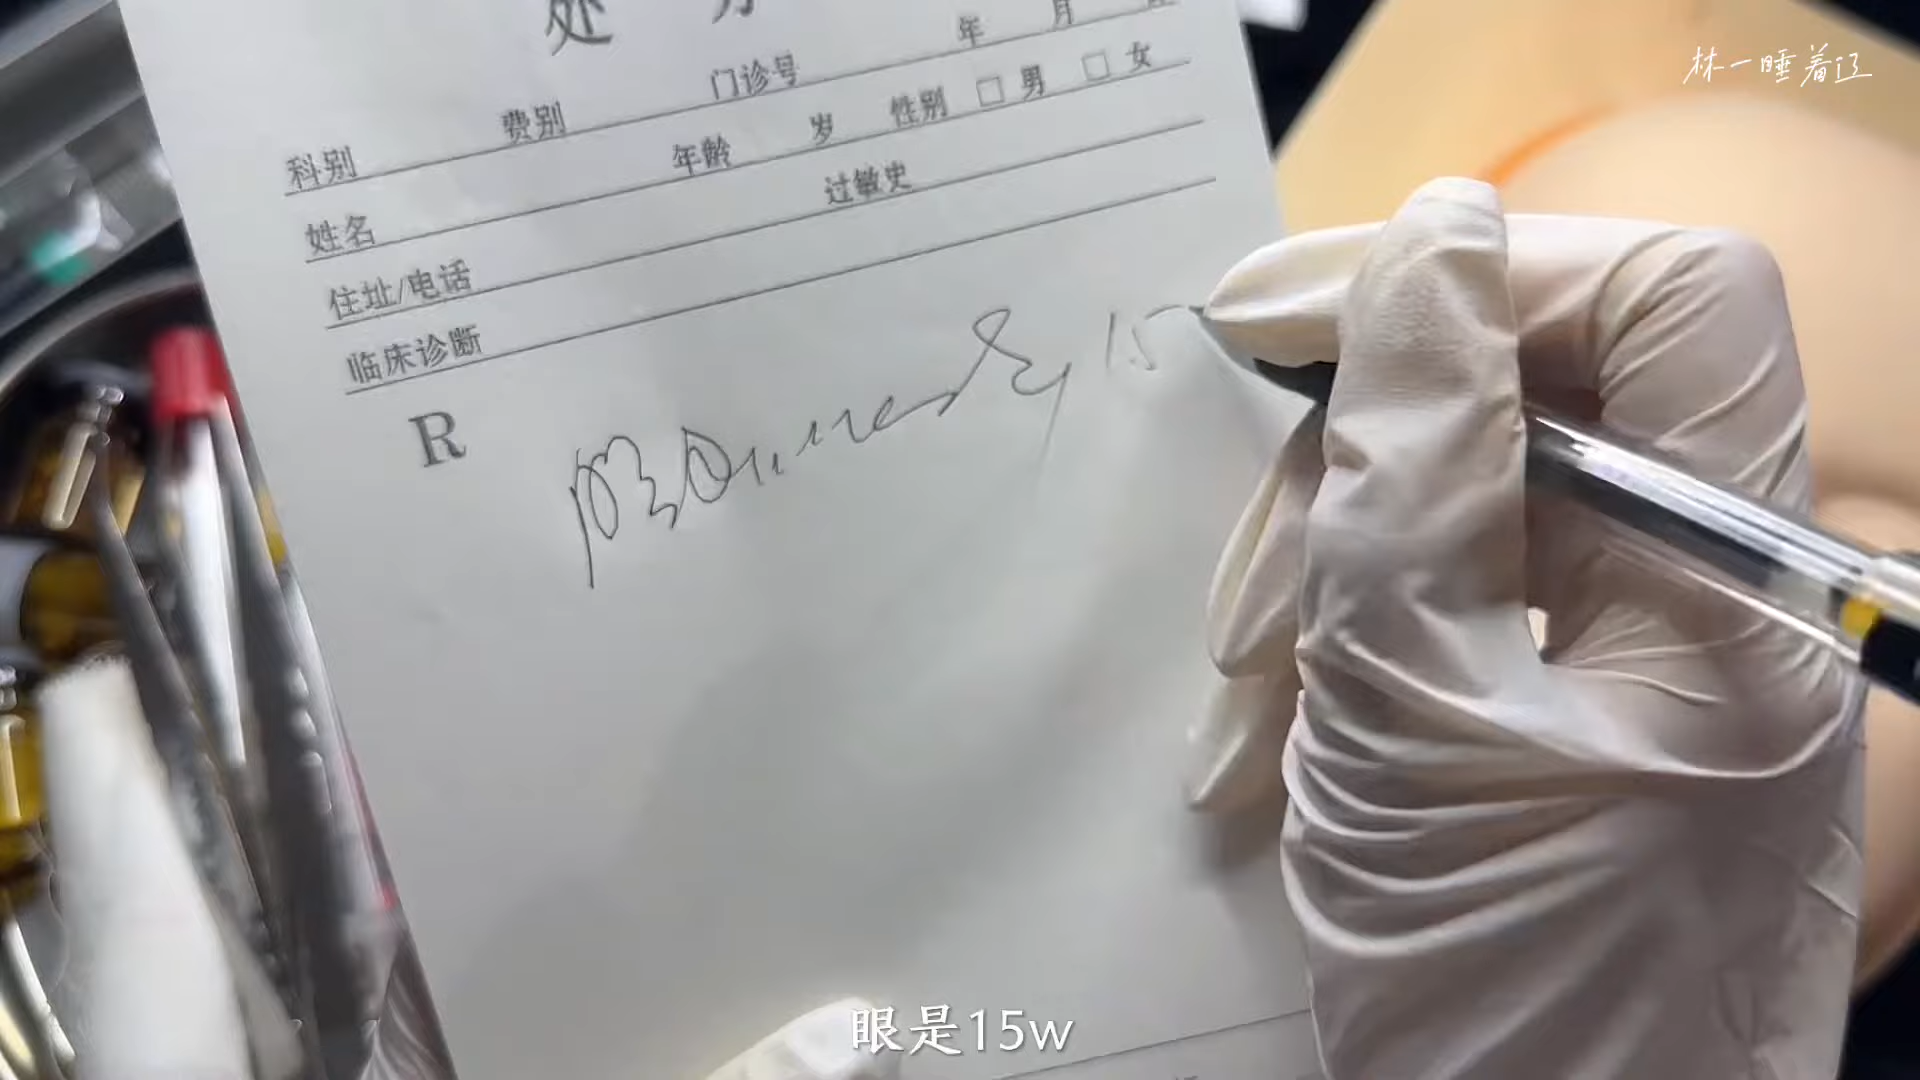 处方
年 月
林一睡着了
门诊号
科别 费别
年龄 岁 性别 □ 男 □ 女
姓名
过敏史
住址/电话
临床诊断
R
15
眼是15w